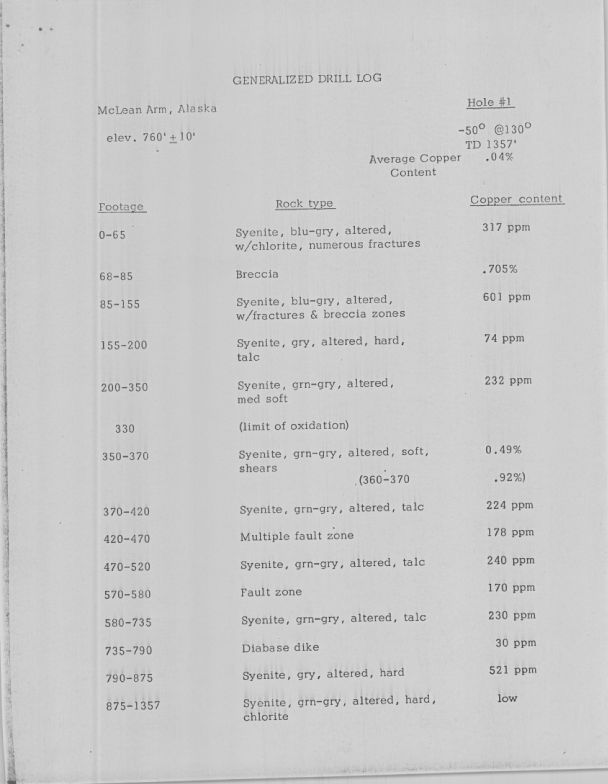 GENERALIZED DRILL LOG
McLean Arm, Alaska Hole #1
elev. 760' ± 10' -50° @130°
TD 1357'
Average Copper .04%
Content
Footage Rock type Copper content
0-65 Syenite, blu-gry, altered, 317 ppm
w/chlorite, numerous fractures
68-85 Breccia .705%
85-155 Syenite, blu-gry, altered, 601 ppm
w/fractures & breccia zones
155-200 Syenite, gry, altered, hard, 74 ppm
talc
200-350 Syenite, grn-gry, altered, 232 ppm
med soft
330 (limit of oxidation)
350-370 Syenite, grn-gry, altered, soft, 0.49%
shears
(360-370 .92%)
370-420 Syenite, grn-gry, altered, talc 224 ppm
420-470 Multiple fault zone 178 ppm
470-520 Syenite, grn-gry, altered, talc 240 ppm
570-580 Fault zone 170 ppm
580-735 Syenite, grn-gry, altered, talc 230 ppm
735-790 Diabase dike 30 ppm
790-875 Syenite, gry, altered, hard 521 ppm
875-1357 Syenite, grn-gry, altered, hard, low
chlorite